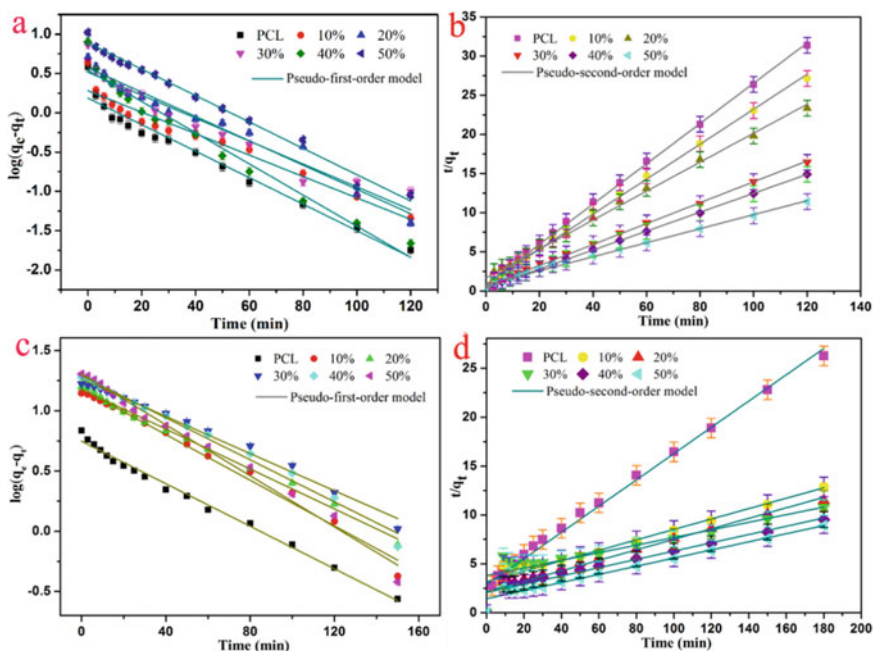 a
PCL 10% 20%
30% 40% 50%
Pseudo-first-order model
log(qe-qt)
1.0
0.5
0.0
-0.5
-1.0
-1.5
-2.0
0 20 40 60 80 100 120
Time (min)
b
PCL 10% 20%
30% 40% 50%
Pseudo-second-order model
t/qt
35
30
25
20
15
10
5
0
0 20 40 60 80 100 120 140
Time (min)
c
PCL 10% 20%
30% 40% 50%
Pseudo-first-order model
log(qe-qt)
1.5
1.0
0.5
0.0
-0.5
0 40 80 120 160
Time (min)
d
PCL 10% 20%
30% 40% 50%
Pseudo-second-order model
t/qt
25
20
15
10
5
0
0 20 40 60 80 100 120 140 160 180 200
Time (min)